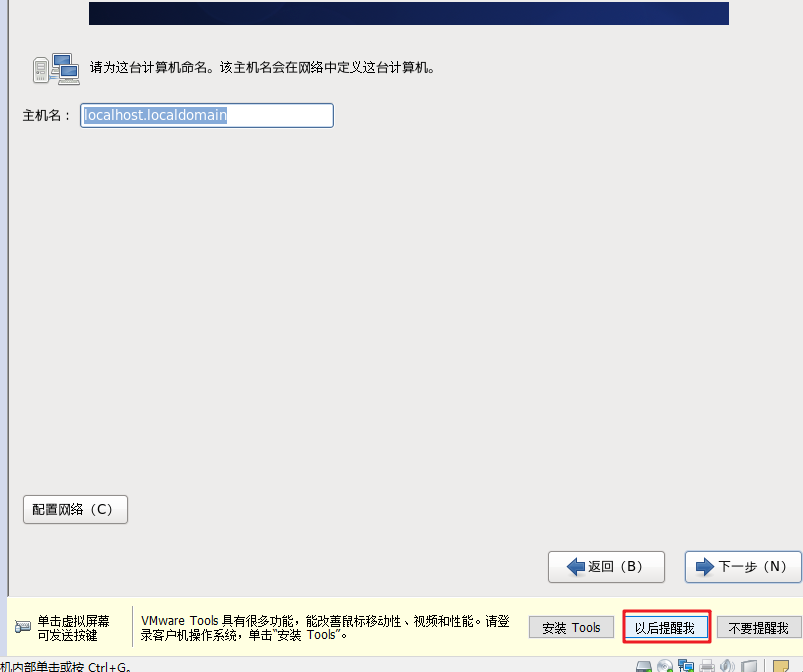 请为这台计算机命名。该主机名会在网络中定义这台计算机。
主机名： localhost.localdomain
配置网络（C）
返回（B） 下一步（N）
单击虚拟屏幕
可发送按键
VMware Tools 具有很多功能，能改善鼠标移动性、视频和性能。请登
录客户机操作系统，单击“安装 Tools”。
安装 Tools 以后提醒我 不要提醒我
机内部单击或按 Ctrl+G。